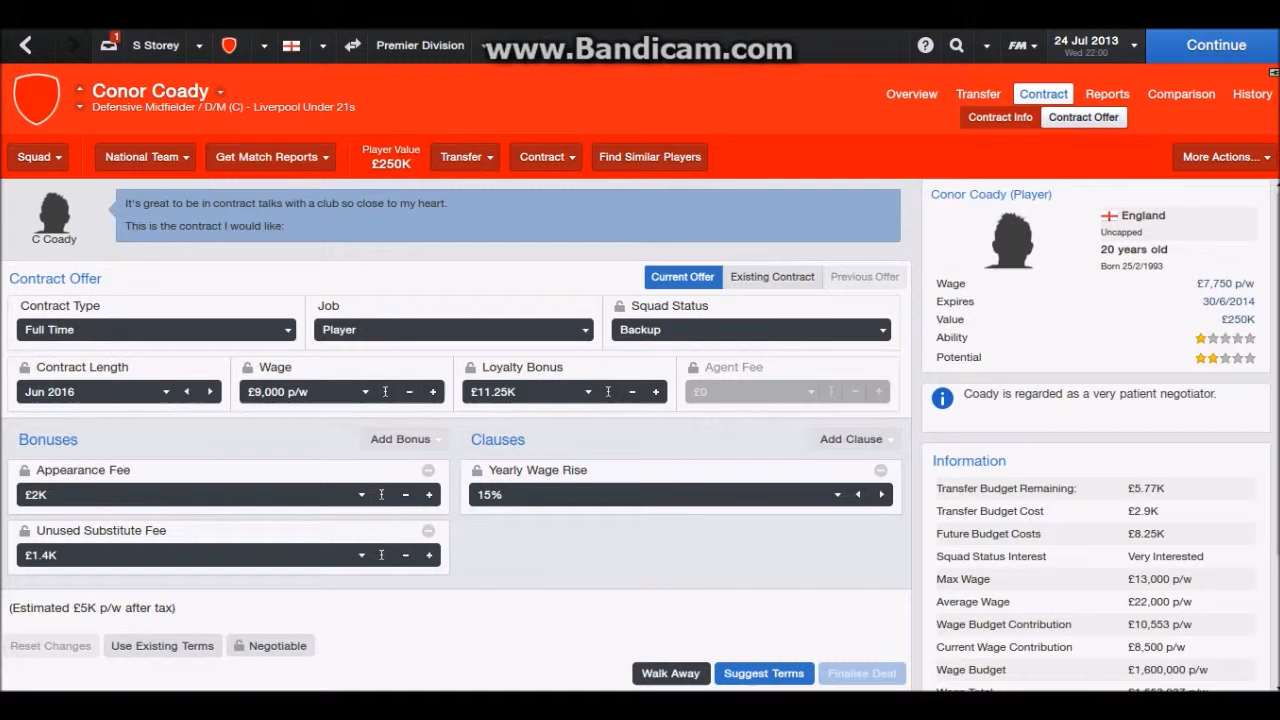 1
S Storey
Premier Division
www.Bandicam.com
FM
24 Jul 2013
Wed 22:00
Continue
Conor Coady
Defensive Midfielder / D/M (C) - Liverpool Under 21s
Overview
Transfer
Contract
Reports
Comparison
History
Contract Info
Contract Offer
Squad
National Team
Get Match Reports
Player Value
£250K
Transfer
Contract
Find Similar Players
More Actions...
It's great to be in contract talks with a club so close to my heart.
This is the contract I would like:
C Coady
Contract Offer
Current Offer
Existing Contract
Previous Offer
Contract Type
Job
Squad Status
Full Time
Player
Backup
Contract Length
Wage
Loyalty Bonus
Agent Fee
Jun 2016
£9,000 p/w
£11.25K
£0
Bonuses
Add Bonus
Clauses
Add Clause
Appearance Fee
£2K
Yearly Wage Rise
15%
Unused Substitute Fee
£1.4K
(Estimated £5K p/w after tax)
Reset Changes
Use Existing Terms
Negotiable
Walk Away
Suggest Terms
Finalise Deal
Conor Coady (Player)
England
Uncapped
20 years old
Born 25/2/1993
Wage £7,750 p/w
Expires 30/6/2014
Value £250K
Ability
Potential
Coady is regarded as a very patient negotiator.
Information
Transfer Budget Remaining: £5.77K
Transfer Budget Cost £2.9K
Future Budget Costs £8.25K
Squad Status Interest Very Interested
Max Wage £13,000 p/w
Average Wage £22,000 p/w
Wage Budget Contribution £10,553 p/w
Current Wage Contribution £8,500 p/w
Wage Budget £1,600,000 p/w